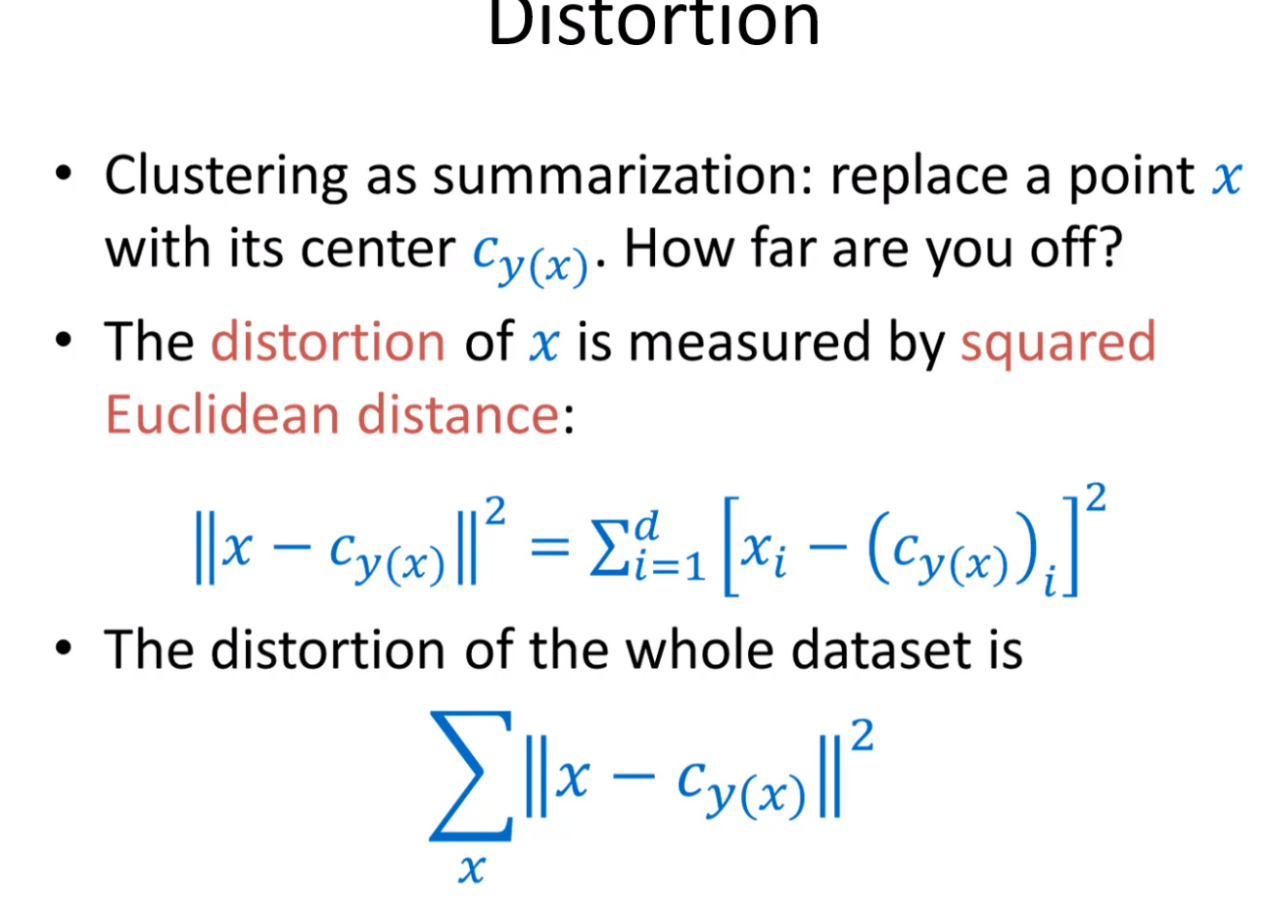 Distortion
• Clustering as summarization: replace a point x
with its center c_{y(x)}. How far are you off?
• The distortion of x is measured by squared
Euclidean distance:
‖x − c_{y(x)}‖² = ∑_{i=1}^{d} [x_i − (c_{y(x)})_i]²
• The distortion of the whole dataset is
∑_x ‖x − c_{y(x)}‖²